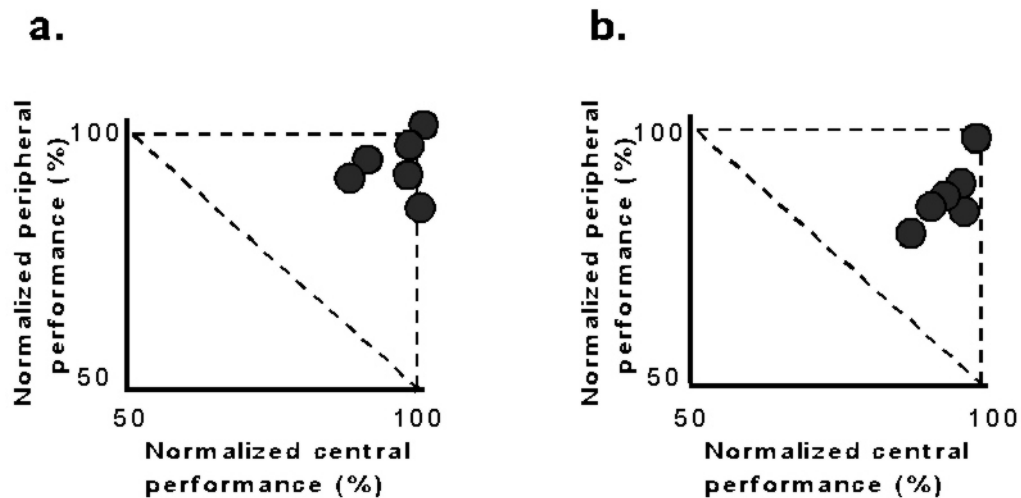 a.
Normalized peripheral
performance (%)
100
50
50
100
Normalized central
performance (%)
b.
Normalized peripheral
performance (%)
100
50
50
100
Normalized central
performance (%)